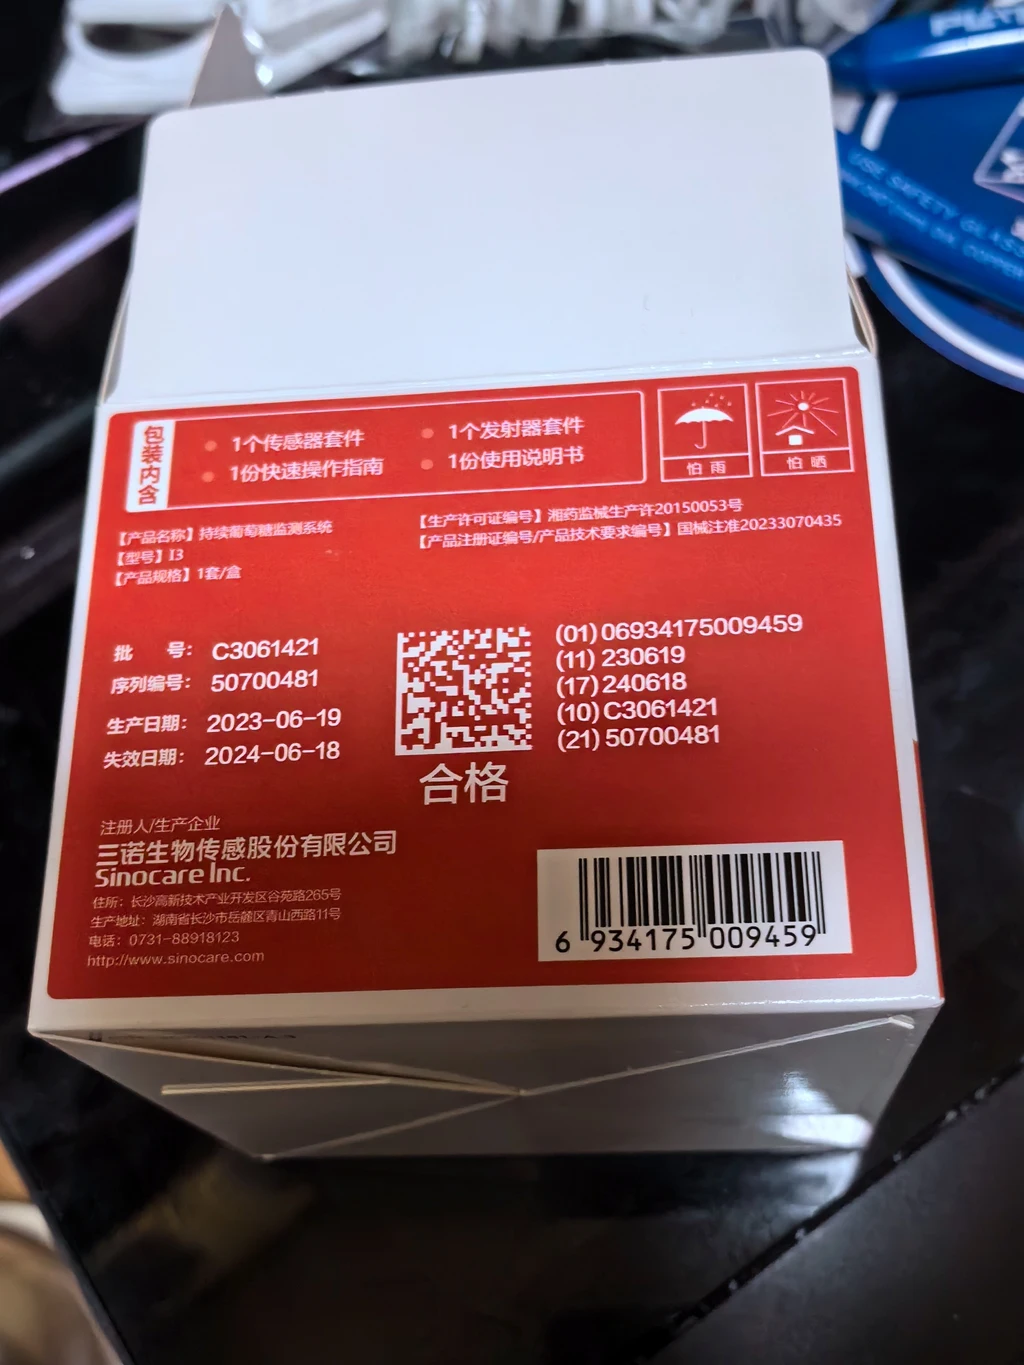 USE SAFETY GLASS
包装内含
1个传感器套件
1个发射器套件
1份快速操作指南
1份使用说明书
怕 雨
怕 晒
【产品名称】持续葡萄糖监测系统
【型号】I3
【产品规格】1套/盒
【生产许可证编号】湘药监械生产许20150053号
【产品注册证编号/产品技术要求编号】国械注准20233070435
批 号： C3061421
序列编号： 50700481
生产日期： 2023-06-19
失效日期： 2024-06-18
(01)06934175009459
(11) 230619
(17)240618
(10)C3061421
(21) 50700481
合格
注册人/生产企业
三诺生物传感股份有限公司
Sinocare Inc.
住所：长沙高新技术产业开发区谷苑路265号
生产地址：湖南省长沙市岳麓区青山西路11号
电话：0731-88918123
http://www.sinocare.com
6 934175 009459